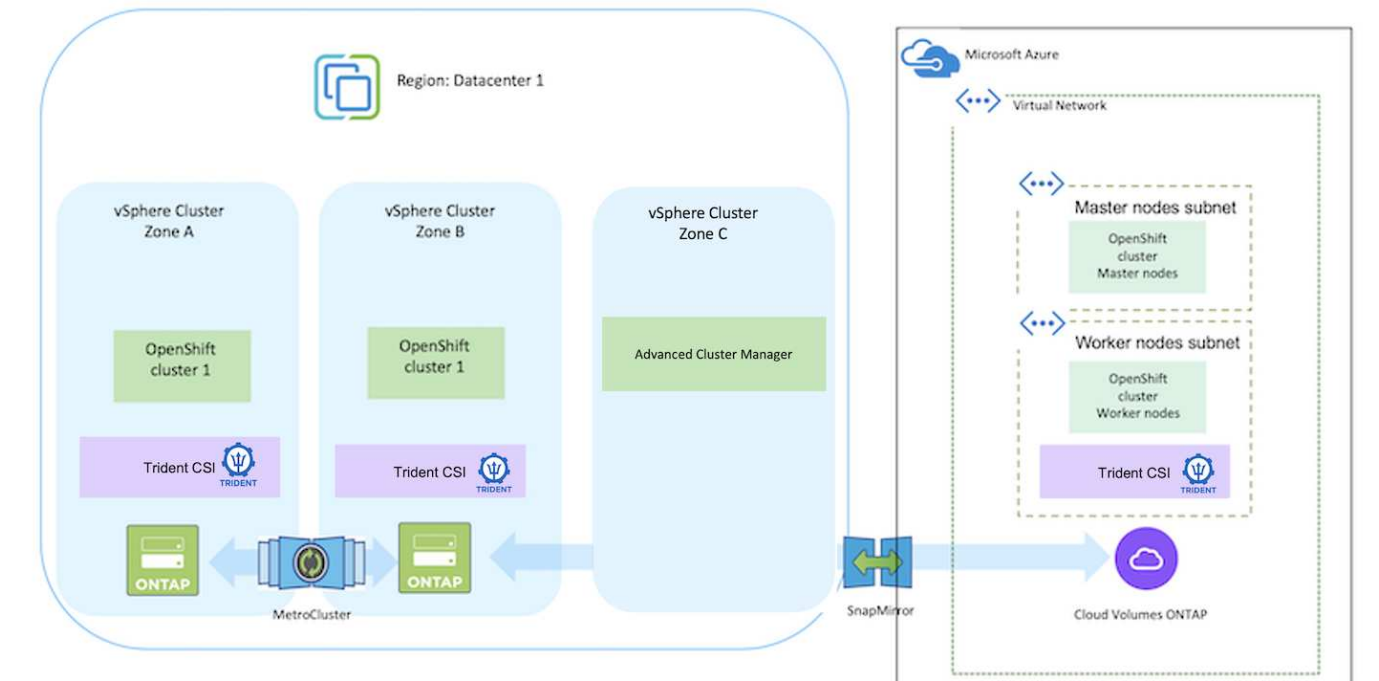 Region: Datacenter 1
vSphere Cluster
Zone A
OpenShift
cluster 1
Trident CSI
TRIDENT
ONTAP
MetroCluster
vSphere Cluster
Zone B
OpenShift
cluster 1
Trident CSI
TRIDENT
ONTAP
vSphere Cluster
Zone C
Advanced Cluster Manager
SnapMirror
Microsoft Azure
Virtual Network
Master nodes subnet
OpenShift
cluster
Master nodes
Worker nodes subnet
OpenShift
cluster
Worker nodes
Trident CSI
TRIDENT
Cloud Volumes ONTAP